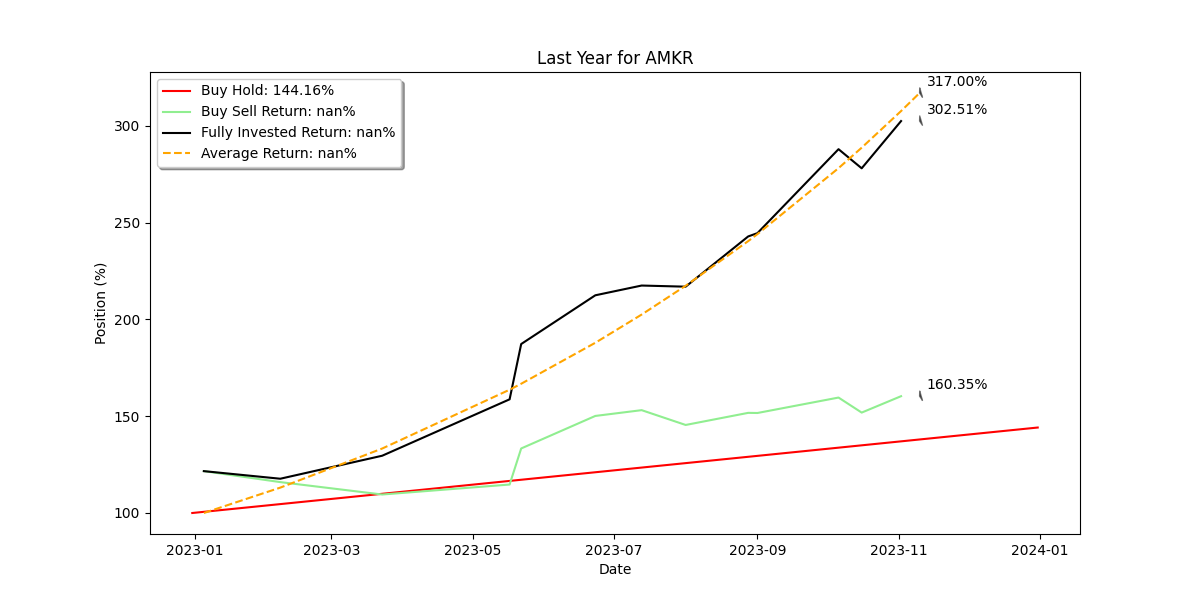 Last Year for AMKR
Buy Hold: 144.16%
Buy Sell Return: nan%
Fully Invested Return: nan%
Average Return: nan%
317.00%
302.51%
160.35%
Position (%)
300
250
200
150
100
2023-01
2023-03
2023-05
2023-07
2023-09
2023-11
2024-01
Date